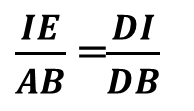 IE/AB = DI/DB